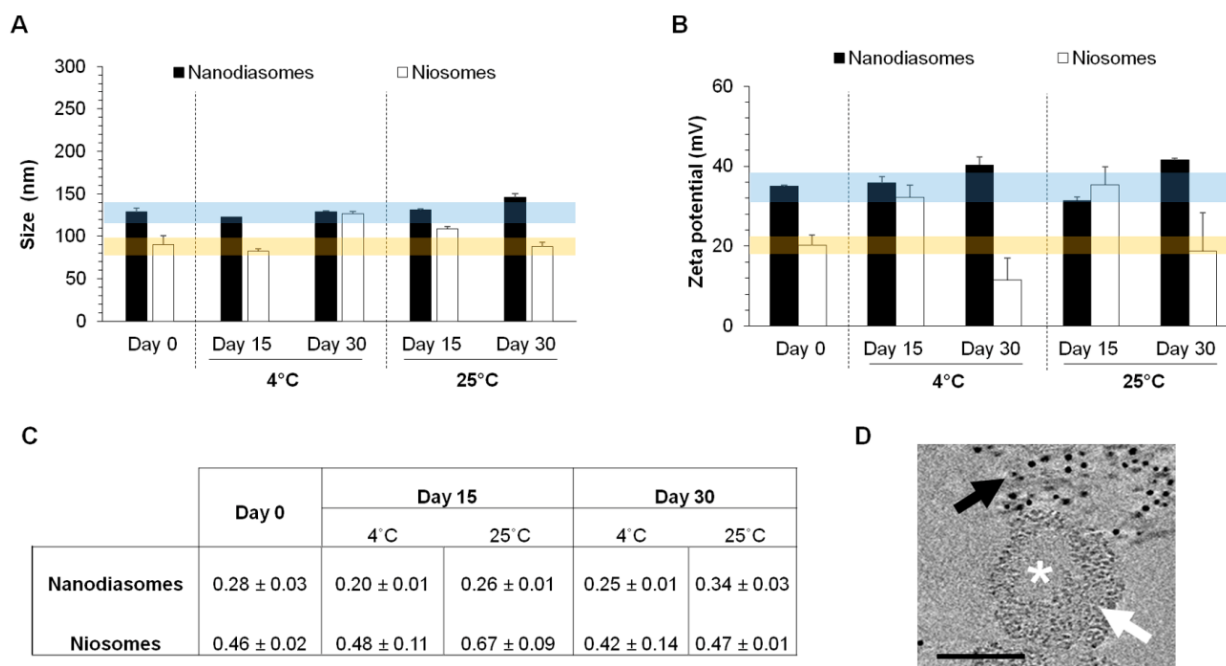 A
Nanodiasomes Niosomes
Size (nm)
300
250
200
150
100
50
0
Day 0 Day 15 Day 30 Day 15 Day 30
4°C 25°C
B
Nanodiasomes Niosomes
Zeta potential (mV)
60
40
20
0
Day 0 Day 15 Day 30 Day 15 Day 30
4°C 25°C
C
Day 0 Day 15 Day 30
4˚C 25˚C 4˚C 25˚C
Nanodiasomes 0.28 ± 0.03 0.20 ± 0.01 0.26 ± 0.01 0.25 ± 0.01 0.34 ± 0.03
Niosomes 0.46 ± 0.02 0.48 ± 0.11 0.67 ± 0.09 0.42 ± 0.14 0.47 ± 0.01
D
*